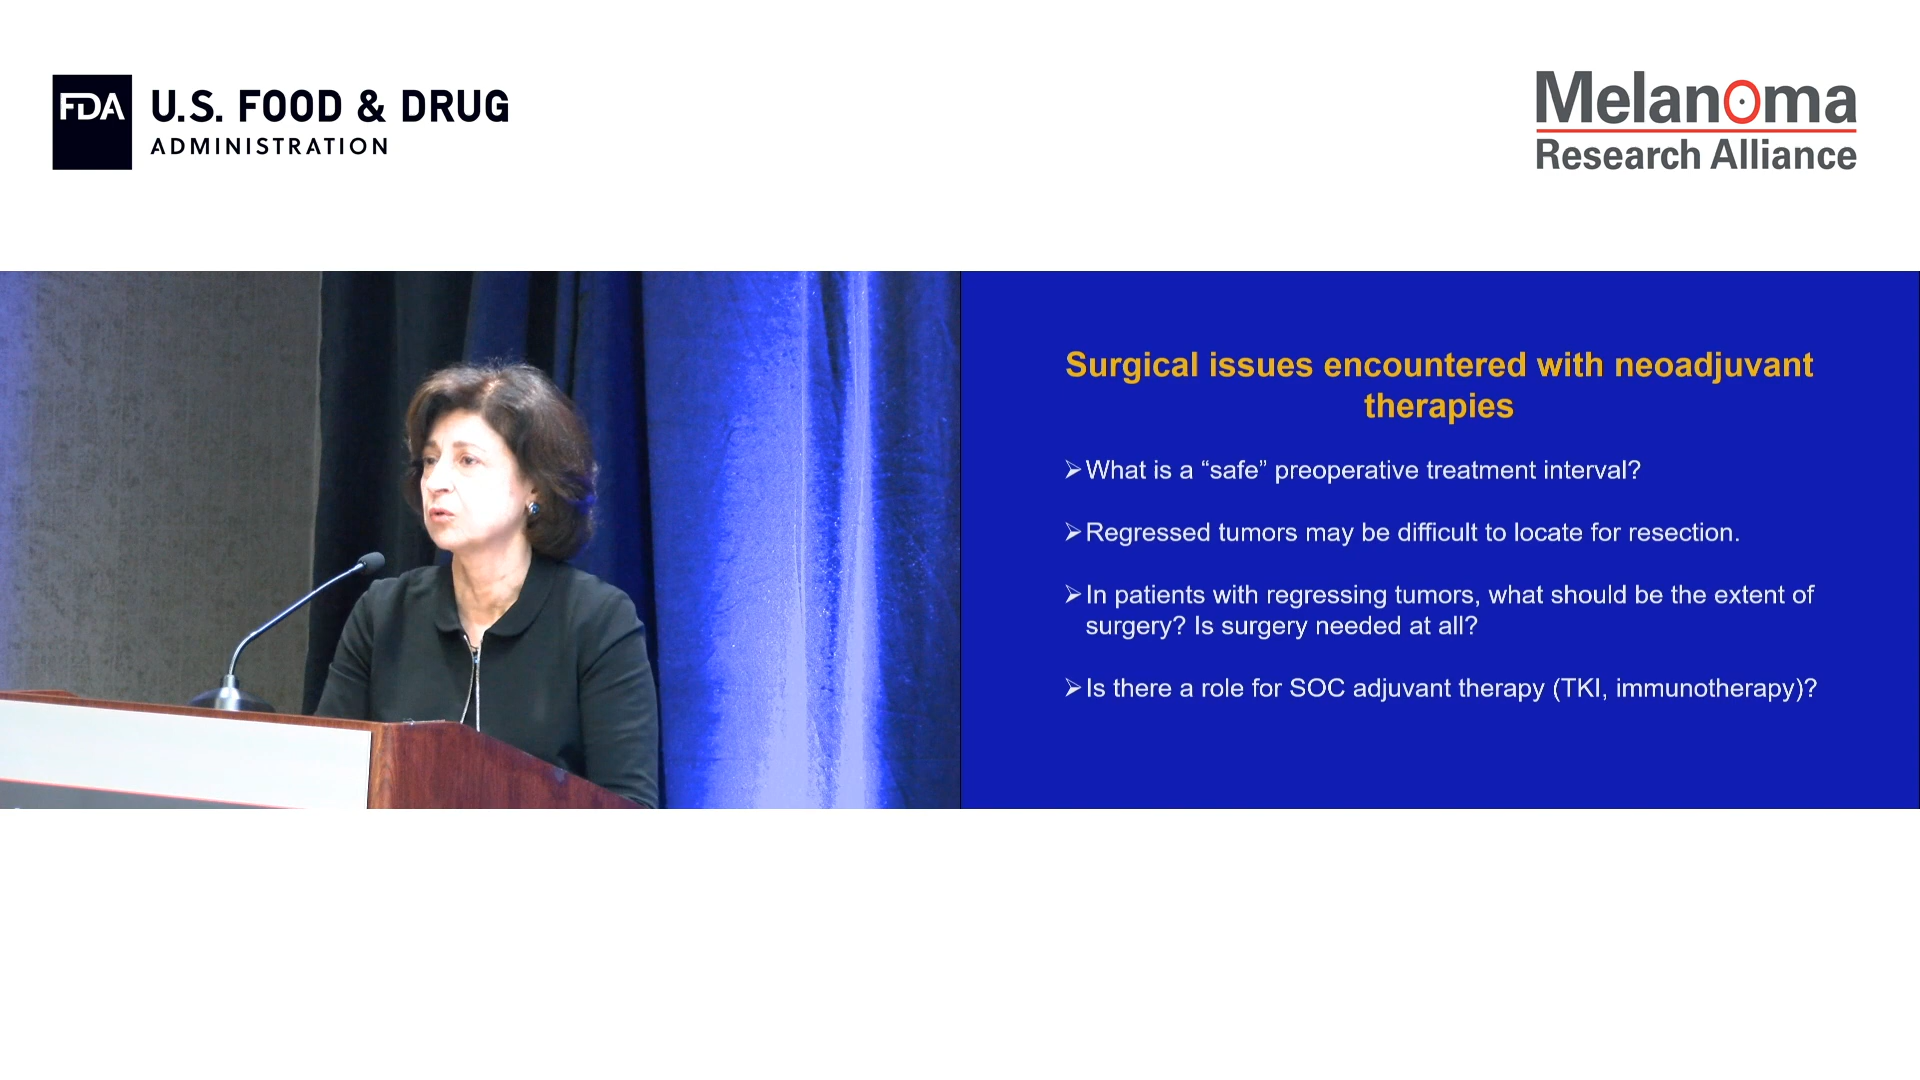 FDA
U.S. FOOD & DRUG
ADMINISTRATION
Melanoma
Research Alliance
Surgical issues encountered with neoadjuvant
therapies
➢What is a “safe” preoperative treatment interval?
➢Regressed tumors may be difficult to locate for resection.
➢In patients with regressing tumors, what should be the extent of
surgery? Is surgery needed at all?
➢Is there a role for SOC adjuvant therapy (TKI, immunotherapy)?